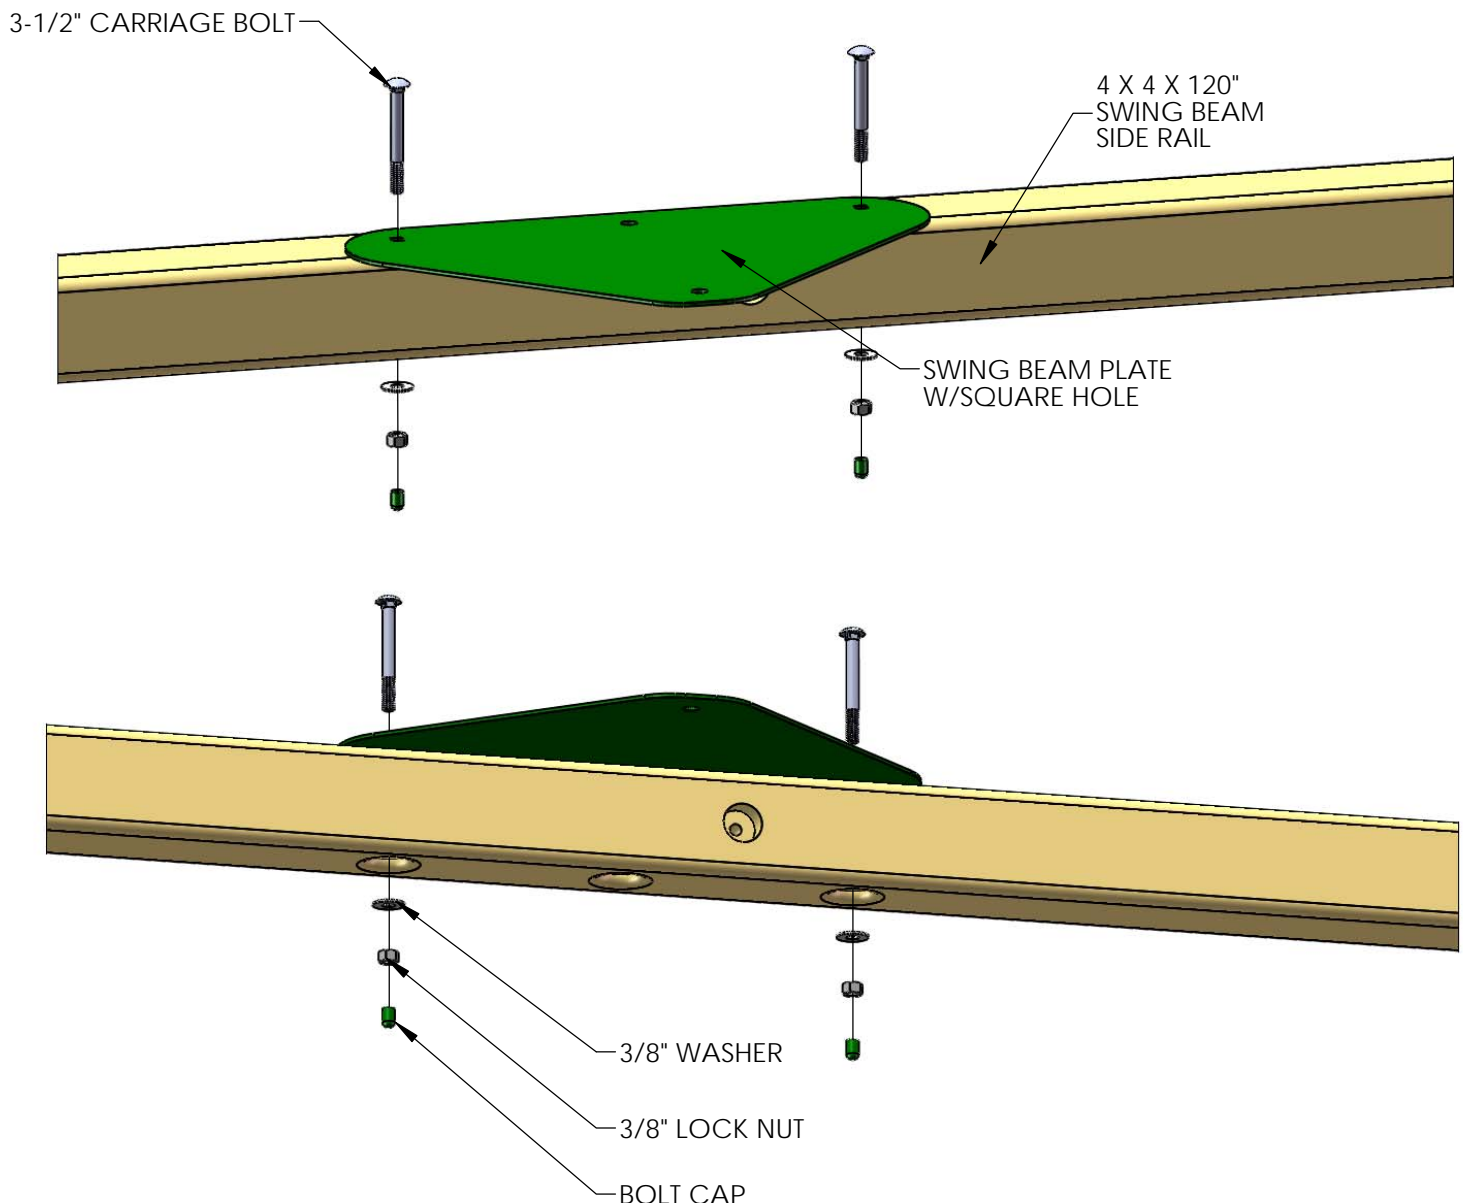 3-1/2" CARRIAGE BOLT
4 X 4 X 120"
SWING BEAM
SIDE RAIL
SWING BEAM PLATE
W/SQUARE HOLE
3/8" WASHER
3/8" LOCK NUT
BOLT CAP